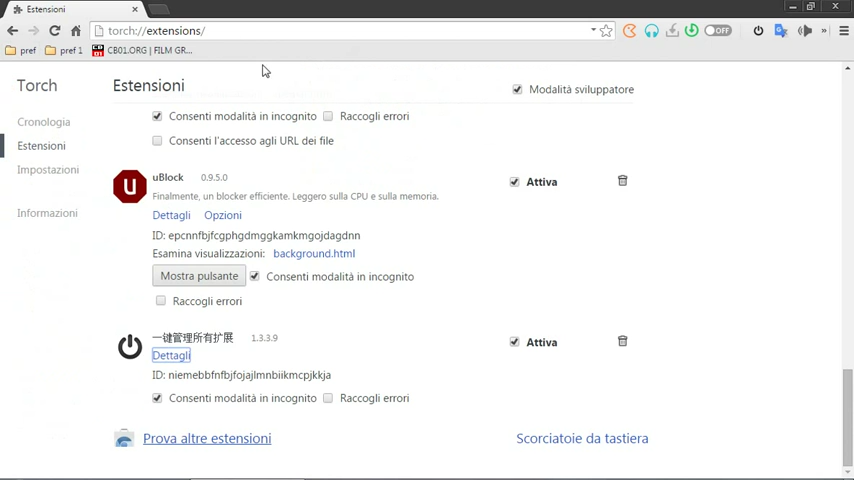 Estensioni
torch://extensions/
pref
pref 1
CB01.ORG | FILM GR...
OFF
Torch
Cronologia
Estensioni
Impostazioni
Informazioni
Estensioni
Modalità sviluppatore
Consenti modalità in incognito
Raccogli errori
Consenti l'accesso agli URL dei file
uBlock 0.9.5.0
Attiva
Finalmente, un blocker efficiente. Leggero sulla CPU e sulla memoria.
Dettagli Opzioni
ID: epcnnfbjfcgphgdmggkamkmgojdagdnn
Esamina visualizzazioni: background.html
Mostra pulsante
Consenti modalità in incognito
Raccogli errori
一键管理所有扩展 1.3.3.9
Attiva
Dettagli
ID: niemebbfnfbjfojajlmnbiikmcpjkkja
Consenti modalità in incognito
Raccogli errori
Prova altre estensioni
Scorciatoie da tastiera